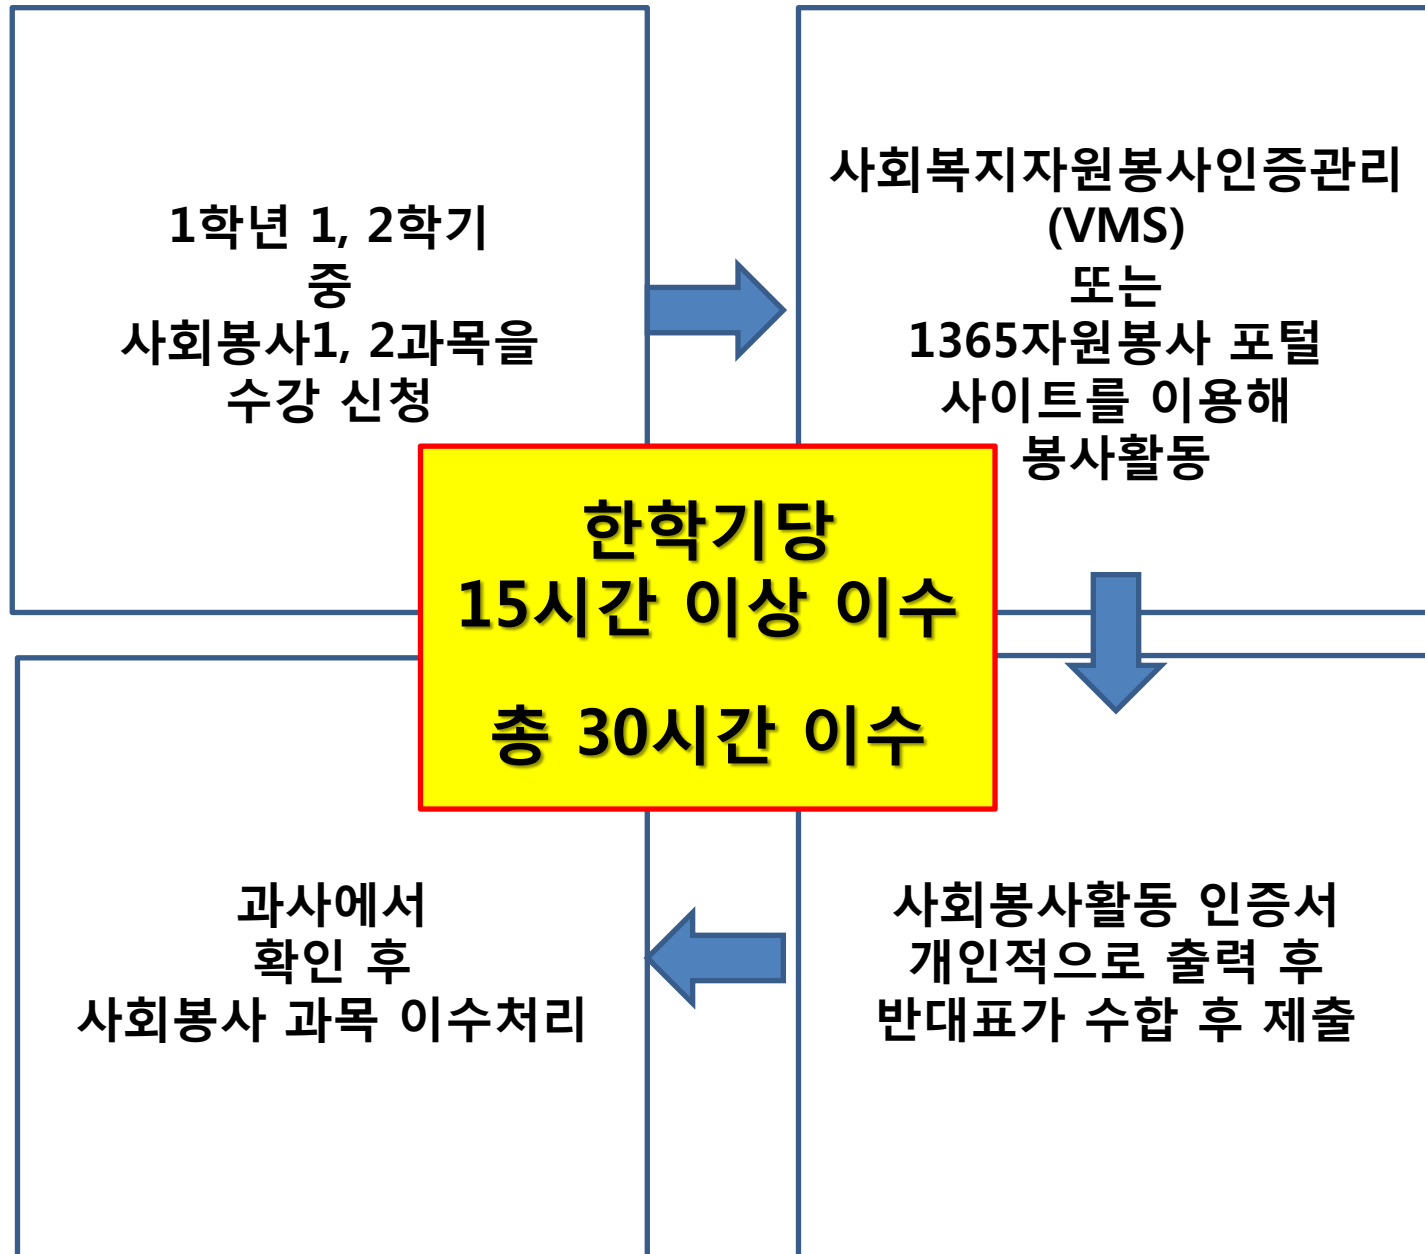 1학년 1, 2학기
중
사회봉사1, 2과목을
수강 신청
사회복지자원봉사인증관리
(VMS)
또는
1365자원봉사 포털
사이트를 이용해
봉사활동
한학기당
15시간 이상 이수
총 30시간 이수
사회봉사활동 인증서
개인적으로 출력 후
반대표가 수합 후 제출
과사에서
확인 후
사회봉사 과목 이수처리